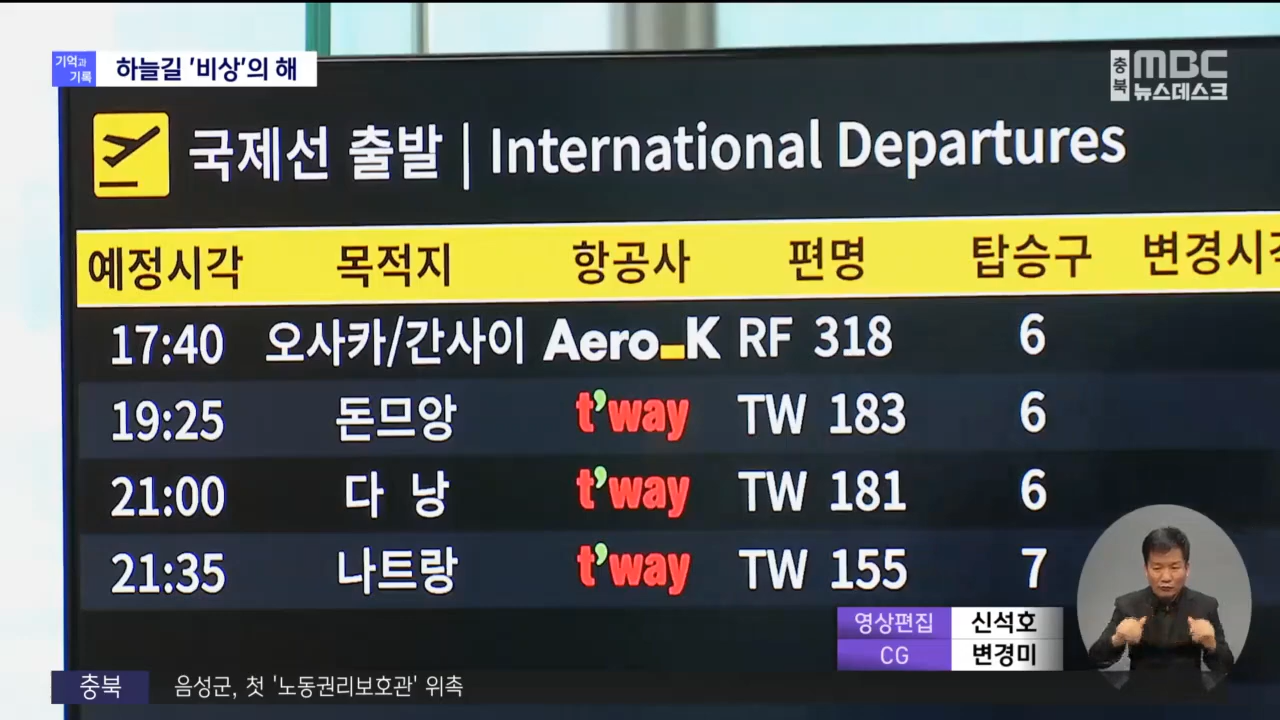 기억과 기록
하늘길 '비상'의 해
충북 MBC 뉴스데스크
국제선 출발 | International Departures
예정시각 목적지 항공사 편명 탑승구 변경시각
17:40 오사카/간사이 Aero_K RF 318 6
19:25 돈므앙 t'way TW 183 6
21:00 다 낭 t'way TW 181 6
21:35 나트랑 t'way TW 155 7
영상편집 신석호
CG 변경미
충북 음성군, 첫 '노동권리보호관' 위촉